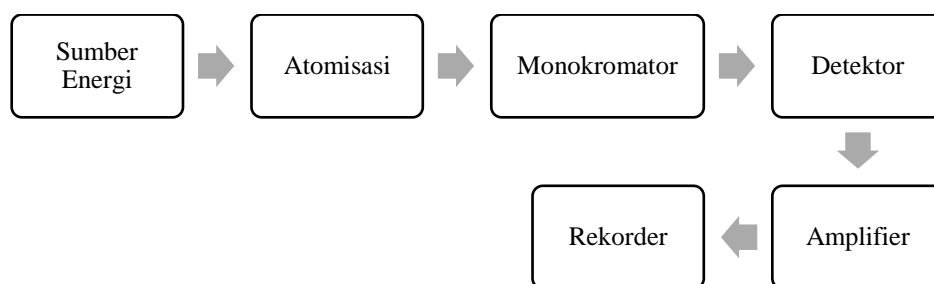 Sumber
Energi
Atomisasi
Monokromator
Detektor
Rekorder
Amplifier